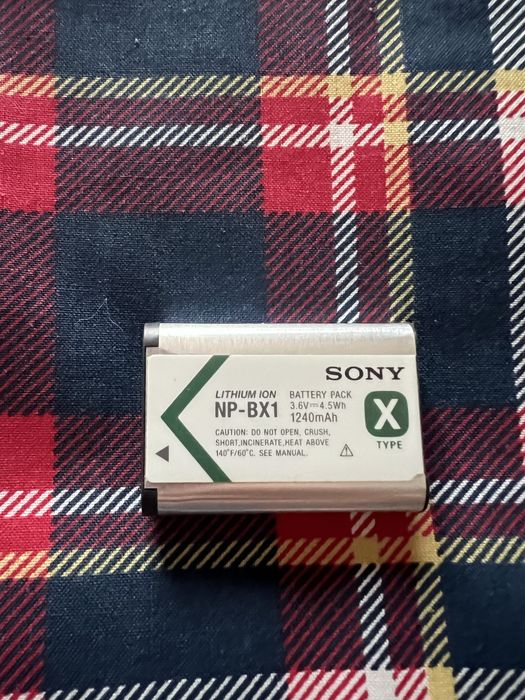 SONY
LITHIUM ION
NP-BX1
BATTERY PACK
3.6V⎓4.5Wh
1240mAh
X
TYPE
CAUTION: DO NOT OPEN, CRUSH,
SHORT,INCINERATE,HEAT ABOVE
140°F/60°C. SEE MANUAL.